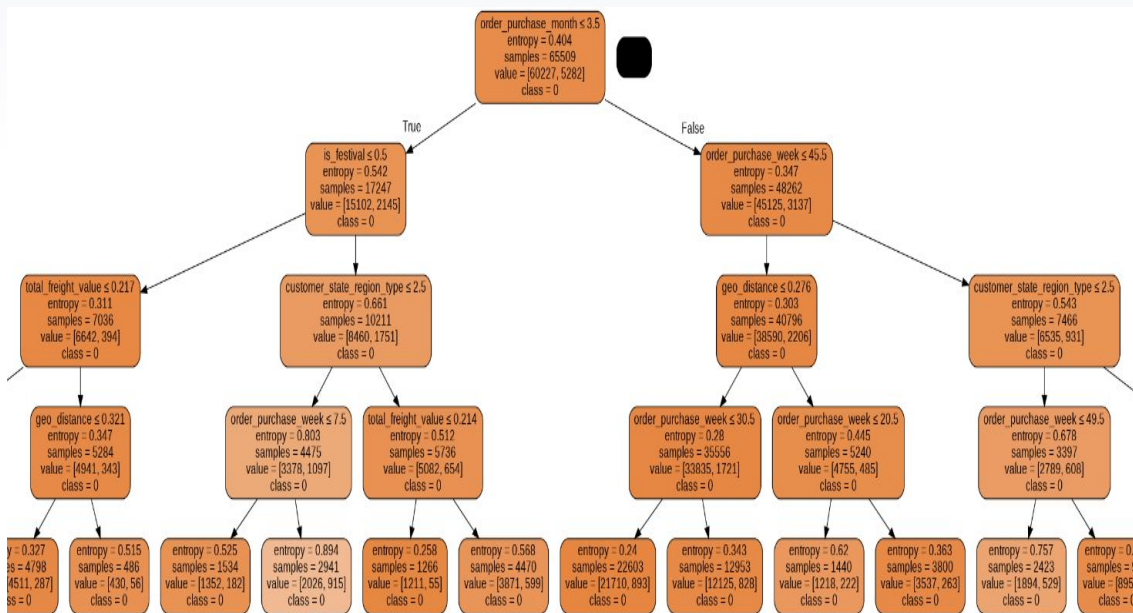 order_purchase_month ≤ 3.5
entropy = 0.404
samples = 65509
value = [60227, 5282]
class = 0
True
False
is_festival ≤ 0.5
entropy = 0.542
samples = 17247
value = [15102, 2145]
class = 0
order_purchase_week ≤ 45.5
entropy = 0.347
samples = 48262
value = [45125, 3137]
class = 0
total_freight_value ≤ 0.217
entropy = 0.311
samples = 7036
value = [6642, 394]
class = 0
customer_state_region_type ≤ 2.5
entropy = 0.661
samples = 10211
value = [8460, 1751]
class = 0
geo_distance ≤ 0.276
entropy = 0.303
samples = 40796
value = [38590, 2206]
class = 0
customer_state_region_type ≤ 2.5
entropy = 0.543
samples = 7466
value = [6535, 931]
class = 0
geo_distance ≤ 0.321
entropy = 0.347
samples = 5284
value = [4941, 343]
class = 0
order_purchase_week ≤ 7.5
entropy = 0.803
samples = 4475
value = [3378, 1097]
class = 0
total_freight_value ≤ 0.214
entropy = 0.512
samples = 5736
value = [5082, 654]
class = 0
order_purchase_week ≤ 30.5
entropy = 0.28
samples = 35556
value = [33835, 1721]
class = 0
order_purchase_week ≤ 20.5
entropy = 0.445
samples = 5240
value = [4755, 485]
class = 0
order_purchase_week ≤ 49.5
entropy = 0.678
samples = 3397
value = [2789, 608]
class = 0
py = 0.327
es = 4798
[4511, 287]
ss = 0
entropy = 0.515
samples = 486
value = [430, 56]
class = 0
entropy = 0.525
samples = 1534
value = [1352, 182]
class = 0
entropy = 0.894
samples = 2941
value = [2026, 915]
class = 0
entropy = 0.258
samples = 1266
value = [1211, 55]
class = 0
entropy = 0.568
samples = 4470
value = [3871, 599]
class = 0
entropy = 0.24
samples = 22603
value = [21710, 893]
class = 0
entropy = 0.343
samples = 12953
value = [12125, 828]
class = 0
entropy = 0.62
samples = 1440
value = [1218, 222]
class = 0
entropy = 0.363
samples = 3800
value = [3537, 263]
class = 0
entropy = 0.757
samples = 2423
value = [1894, 529]
class = 0
entropy = 0.
samples =
value = [895
class = 0